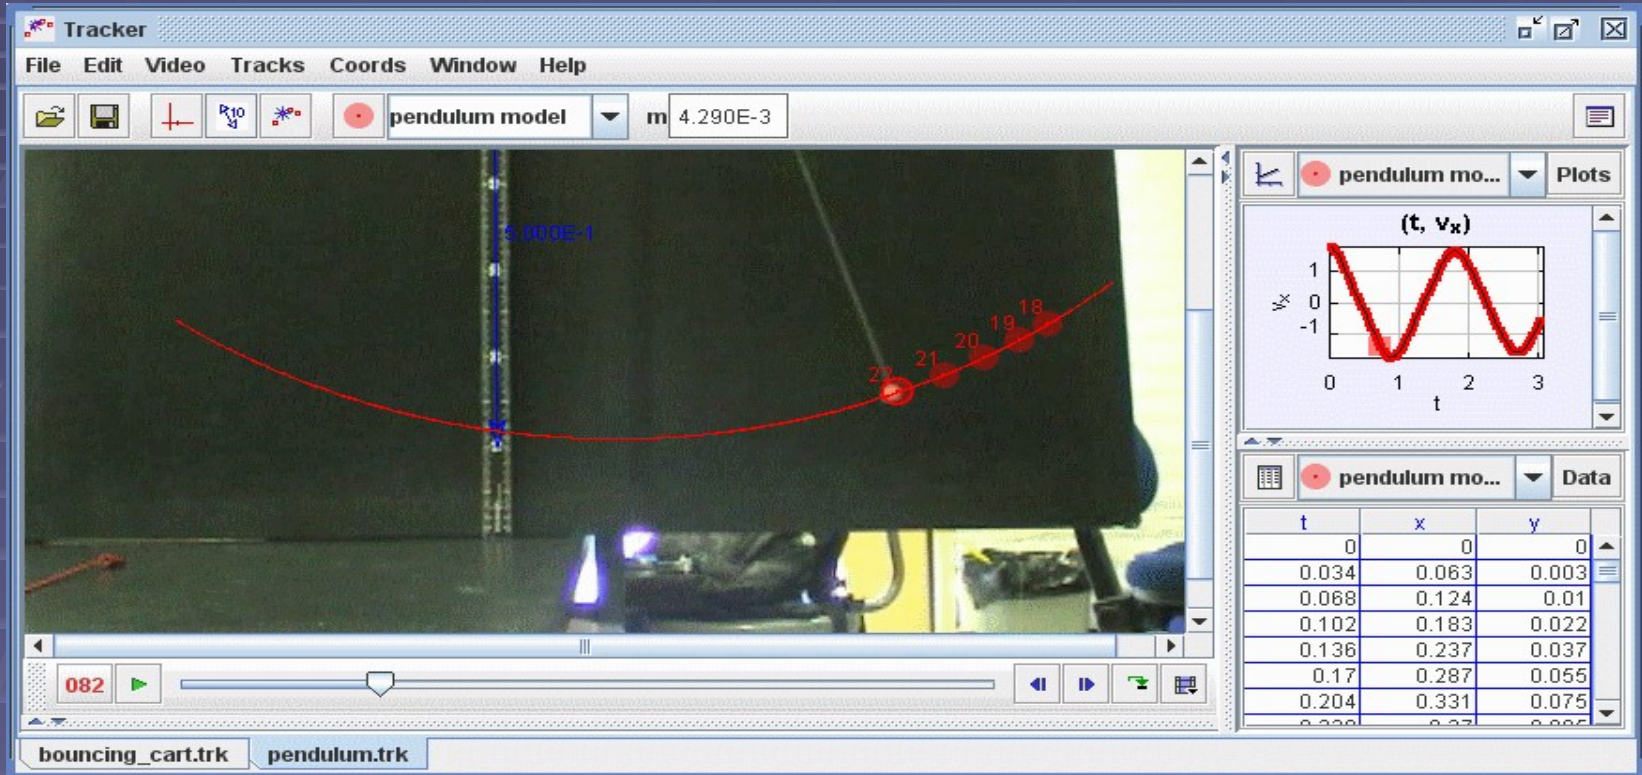 Tracker
File Edit Video Tracks Coords Window Help
pendulum model m 4.290E-3
5.000E-1
18
19
20
21
22
pendulum mo... Plots
(t, vx)
1
0
-1
vx
0 1 2 3
t
pendulum mo... Data
t x y
0 0 0
0.034 0.063 0.003
0.068 0.124 0.01
0.102 0.183 0.022
0.136 0.237 0.037
0.17 0.287 0.055
0.204 0.331 0.075
082
bouncing_cart.trk pendulum.trk